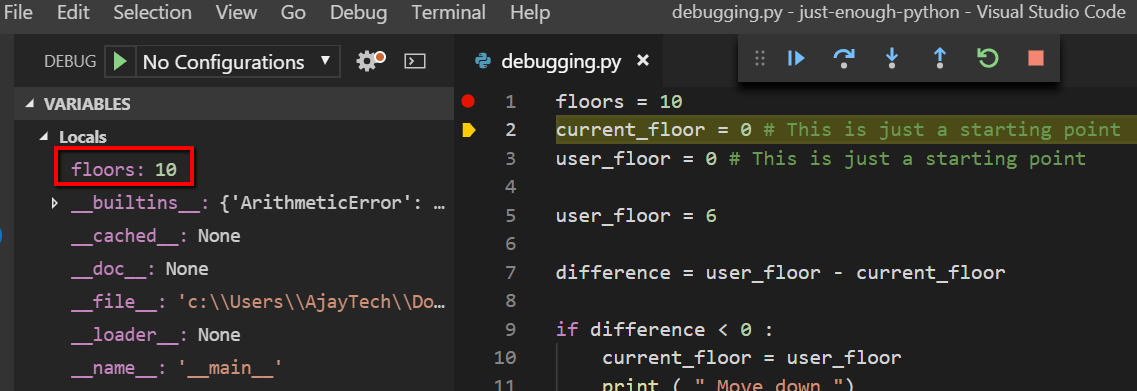 File Edit Selection View Go Debug Terminal Help debugging.py - just-enough-python - Visual Studio Code
DEBUG No Configurations
VARIABLES
Locals
floors: 10
__builtins__: {'ArithmeticError': …
__cached__: None
__doc__: None
__file__: 'c:\\Users\\AjayTech\\Do…
__loader__: None
__name__: '__main__'
debugging.py
1 floors = 10
2 current_floor = 0 # This is just a starting point
3 user_floor = 0 # This is just a starting point
4
5 user_floor = 6
6
7 difference = user_floor - current_floor
8
9 if difference < 0 :
10 current_floor = user_floor
11 print ( " Move down ")